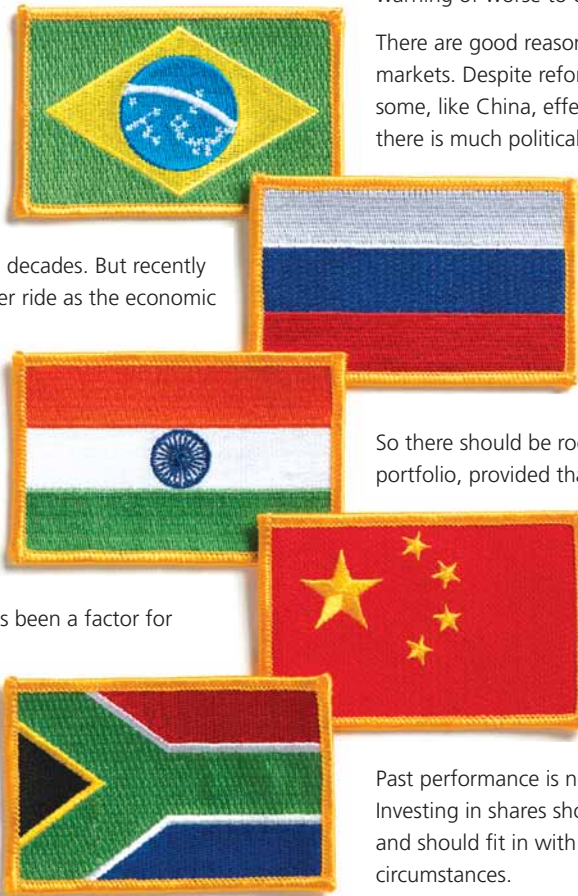 There are good reason
markets. Despite refor
some, like China, effe
there is much political
decades. But recently
er ride as the economic
So there should be roo
portfolio, provided tha
s been a factor for
Past performance is n
Investing in shares sho
and should fit in with
circumstances.